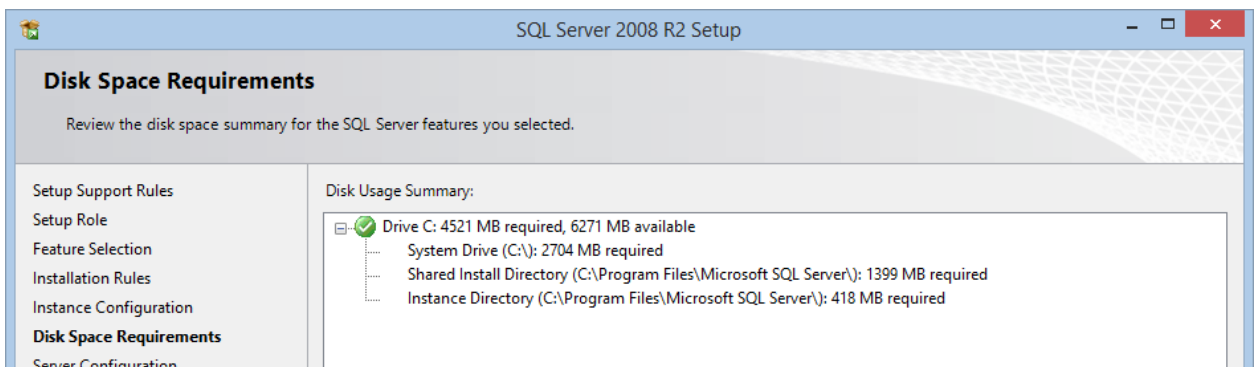 SQL Server 2008 R2 Setup
Disk Space Requirements
Review the disk space summary for the SQL Server features you selected.
Setup Support Rules
Setup Role
Feature Selection
Installation Rules
Instance Configuration
Disk Space Requirements
Server Configuration
Disk Usage Summary:
Drive C: 4521 MB required, 6271 MB available
System Drive (C:\): 2704 MB required
Shared Install Directory (C:\Program Files\Microsoft SQL Server\): 1399 MB required
Instance Directory (C:\Program Files\Microsoft SQL Server\): 418 MB required